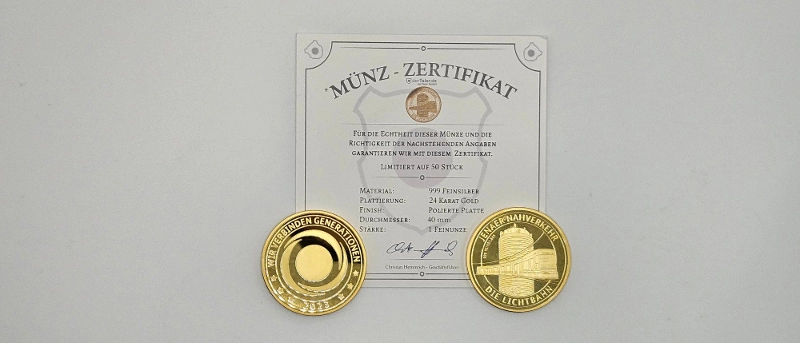 MÜNZ - ZERTIFIKAT
FÜR DIE ECHTHEIT DIESER MÜNZE UND DIE
RICHTIGKEIT DER NACHSTEHENDEN ANGABEN
GARANTIEREN WIR MIT DIESEM ZERTIFIKAT.
LIMITIERT AUF 50 STÜCK
MATERIAL: 999 FEINSILBER
PLATTIERUNG: 24 KARAT GOLD
FINISH: POLIERTE PLATTE
DURCHMESSER: 40 mm
STÄRKE: 1 FEINUNZE
WIR VERBINDEN GENERATIONEN
2023
JENAER NAHVERKEHR
DIE LICHTBAHN